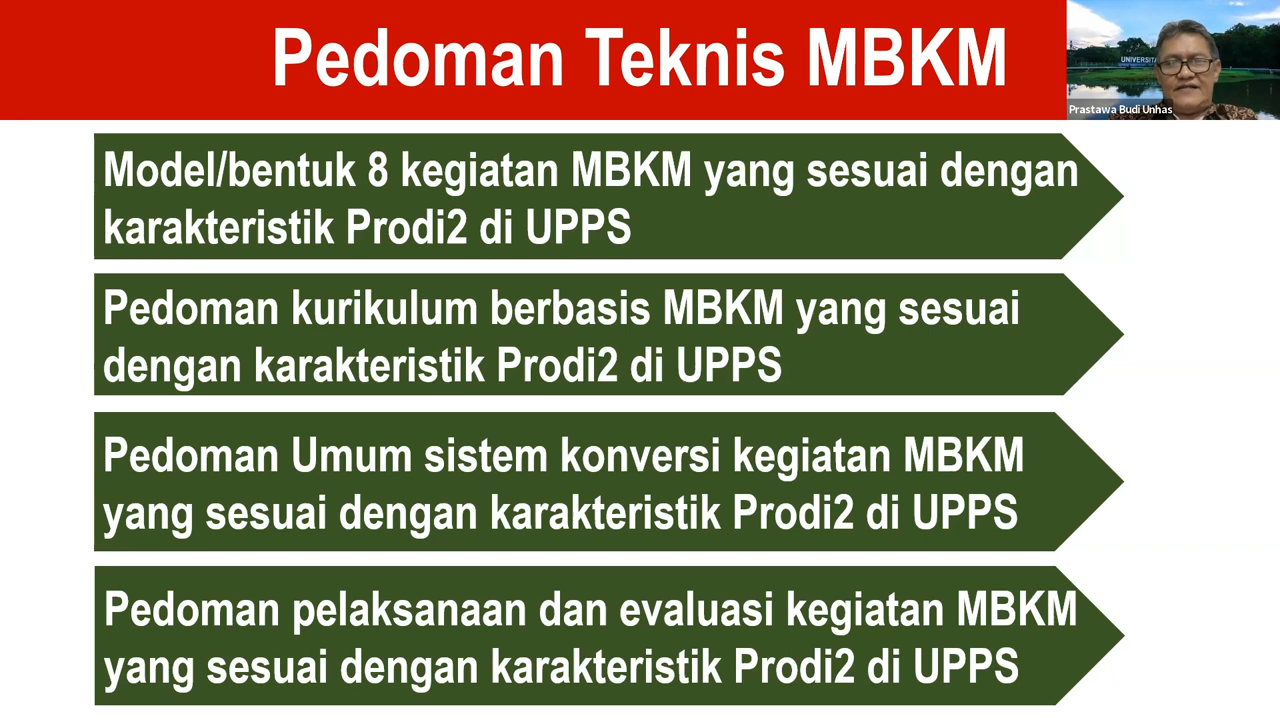 Pedoman Teknis MBKM
UNIVERSITA
Prastawa Budi Unhas
Model/bentuk 8 kegiatan MBKM yang sesuai dengan
karakteristik Prodi2 di UPPS
Pedoman kurikulum berbasis MBKM yang sesuai
dengan karakteristik Prodi2 di UPPS
Pedoman Umum sistem konversi kegiatan MBKM
yang sesuai dengan karakteristik Prodi2 di UPPS
Pedoman pelaksanaan dan evaluasi kegiatan MBKM
yang sesuai dengan karakteristik Prodi2 di UPPS